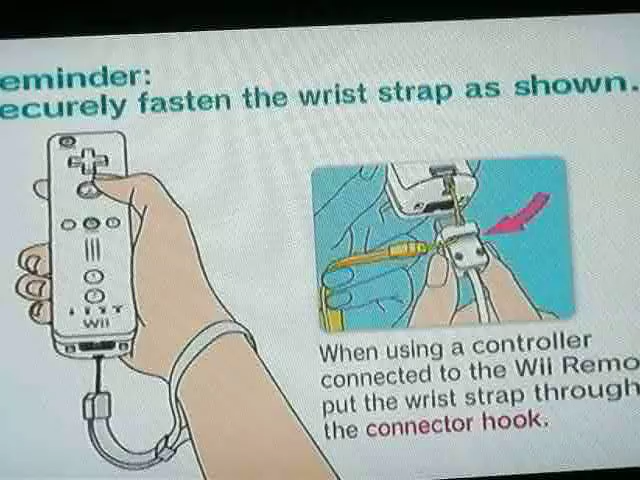 eminder:
ecurely fasten the wrist strap as shown.
Wii
When using a controller
connected to the Wii Remo
put the wrist strap through
the connector hook.